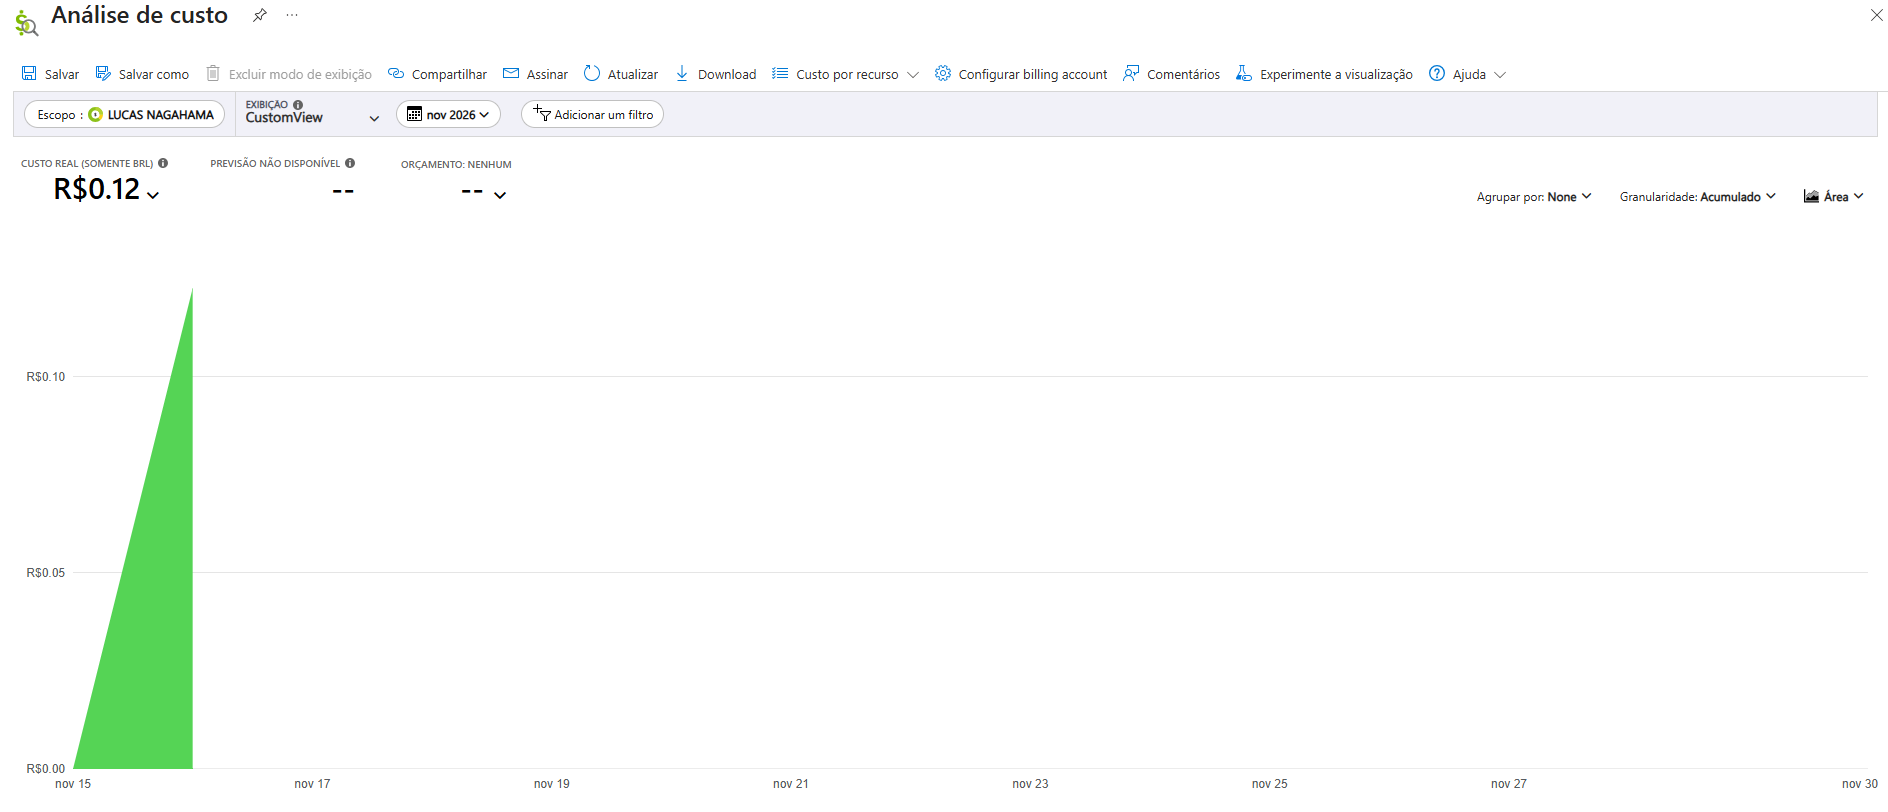 Análise de custo
Salvar Salvar como Excluir modo de exibição Compartilhar Assinar Atualizar Download Custo por recurso Configurar billing account Comentários Experimente a visualização Ajuda
Escopo : LUCAS NAGAHAMA
EXIBIÇÃO
CustomView
nov 2026
Adicionar um filtro
CUSTO REAL (SOMENTE BRL)
R$0.12
PREVISÃO NÃO DISPONÍVEL
--
ORÇAMENTO: NENHUM
--
Agrupar por: None Granularidade: Acumulado Área
R$0.10
R$0.05
R$0.00
nov 15 nov 17 nov 19 nov 21 nov 23 nov 25 nov 27 nov 30